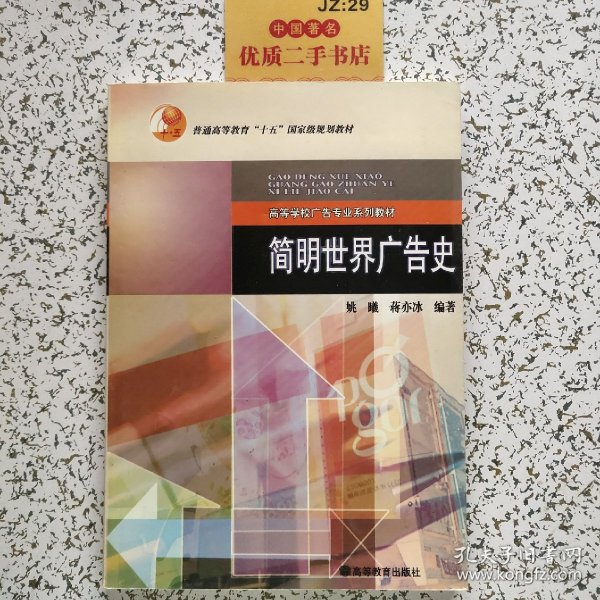 JZ:29
中国著名
优质二手书店
十·五
普通高等教育“十五”国家级规划教材
GAO DENG XUE XIAO
GUANG GAO ZHUAN YE
XI LIE JIAO CAI
高等学校广告专业系列教材
简明世界广告史
姚 曦 蒋亦冰 编著
高等教育出版社
孔夫子旧书网
www.kongfz.com